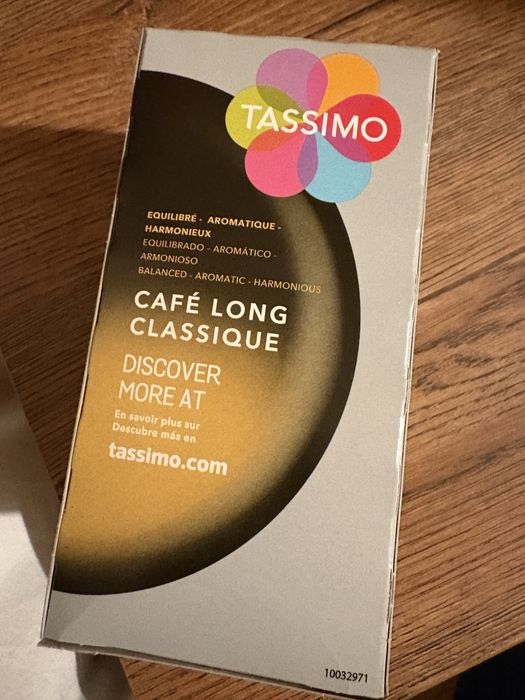 TASSIMO
EQUILIBRÉ - AROMATIQUE -
HARMONIEUX
EQUILIBRADO - AROMÁTICO -
ARMONIOSO
BALANCED - AROMATIC - HARMONIOUS
CAFÉ LONG
CLASSIQUE
DISCOVER
MORE AT
En savoir plus sur
Descubre más en
tassimo.com
10032971